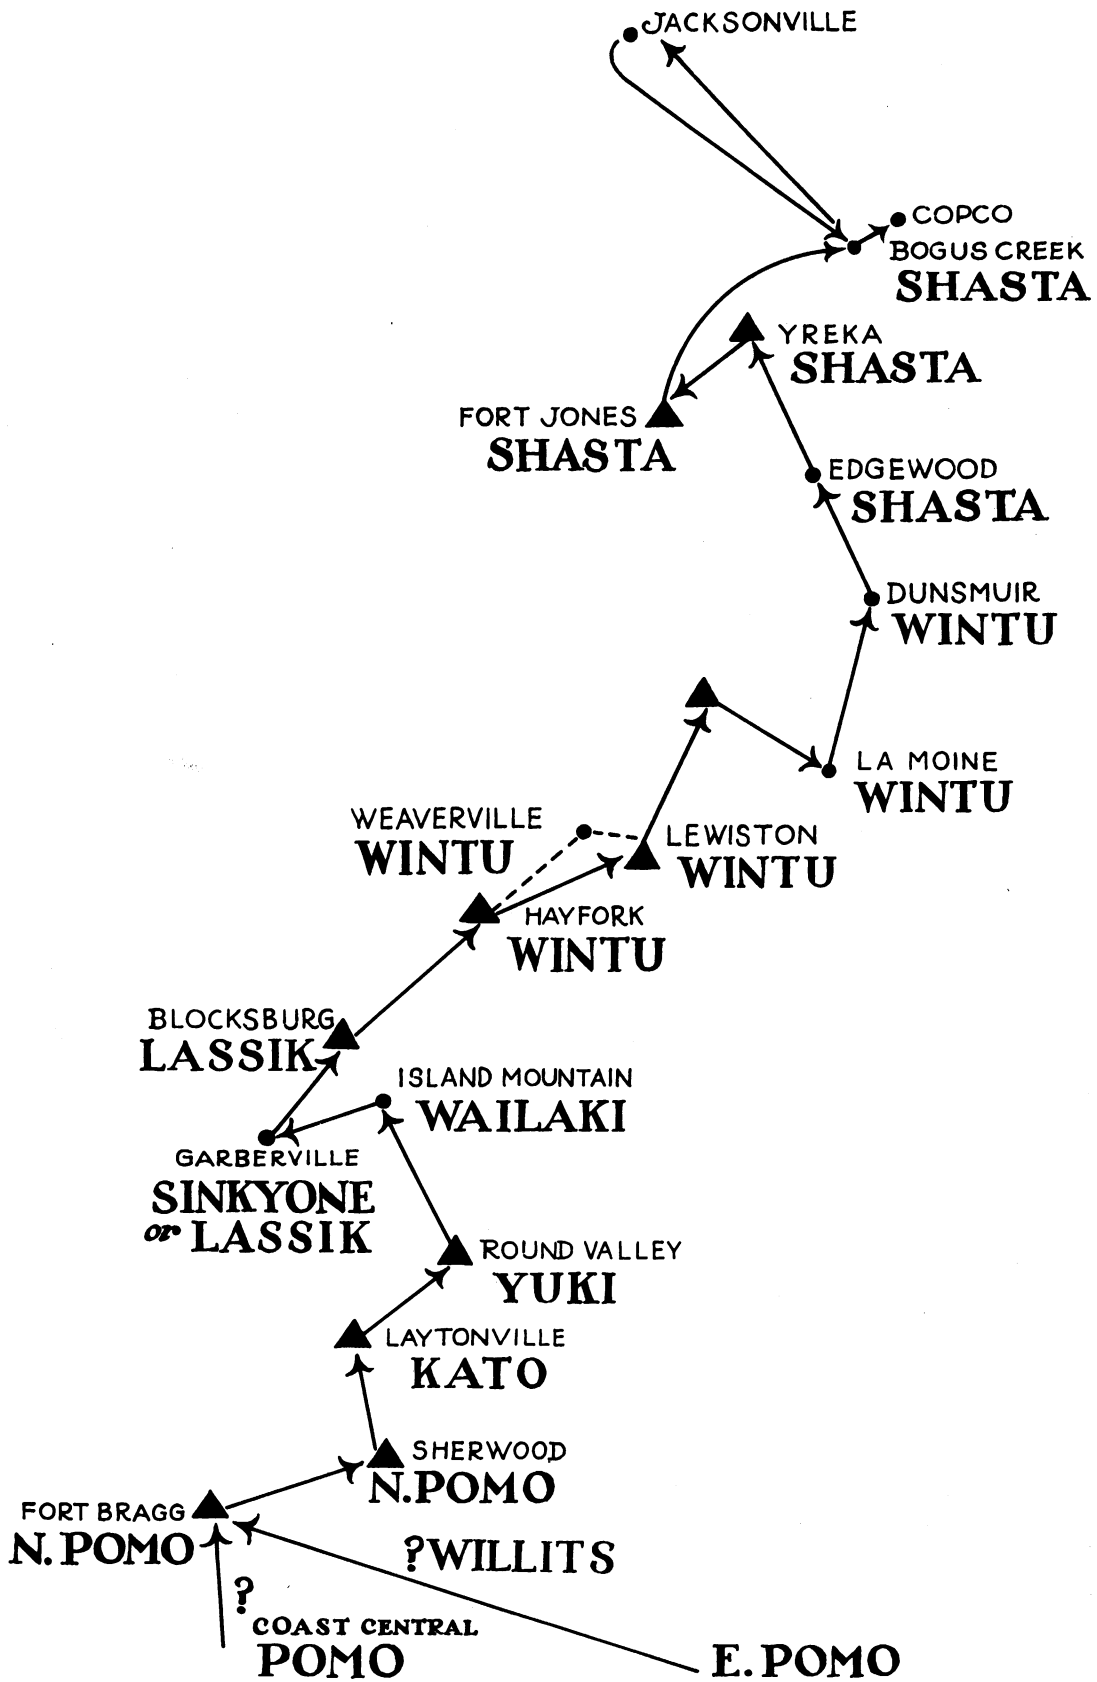 JACKSONVILLE
COPCO
BOGUS CREEK
SHASTA
YREKA
SHASTA
FORT JONES
SHASTA
EDGEWOOD
SHASTA
DUNSMUIR
WINTU
LA MOINE
WINTU
WEAVERVILLE
WINTU
LEWISTON
WINTU
HAYFORK
WINTU
BLOCKSBURG
LASSIK
ISLAND MOUNTAIN
WAILAKI
GARBERVILLE
SINKYONE
or LASSIK
ROUND VALLEY
YUKI
LAYTONVILLE
KATO
SHERWOOD
N. POMO
FORT BRAGG
N. POMO
? WILLITS
?
COAST CENTRAL
POMO
E. POMO